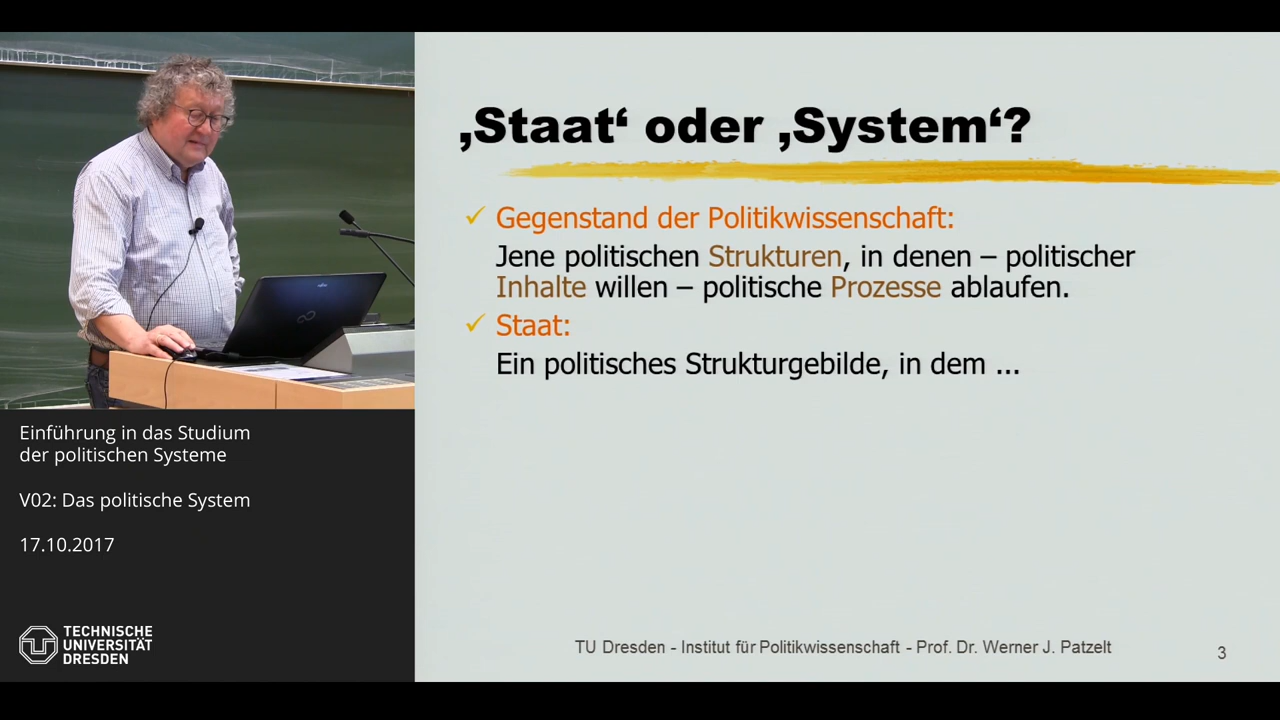 ‚Staat‘ oder ‚System‘?
✓ Gegenstand der Politikwissenschaft:
Jene politischen Strukturen, in denen – politischer
Inhalte willen – politische Prozesse ablaufen.
✓ Staat:
Ein politisches Strukturgebilde, in dem ...
Einführung in das Studium
der politischen Systeme
V02: Das politische System
17.10.2017
TECHNISCHE
UNIVERSITÄT
DRESDEN
TU Dresden - Institut für Politikwissenschaft - Prof. Dr. Werner J. Patzelt
3